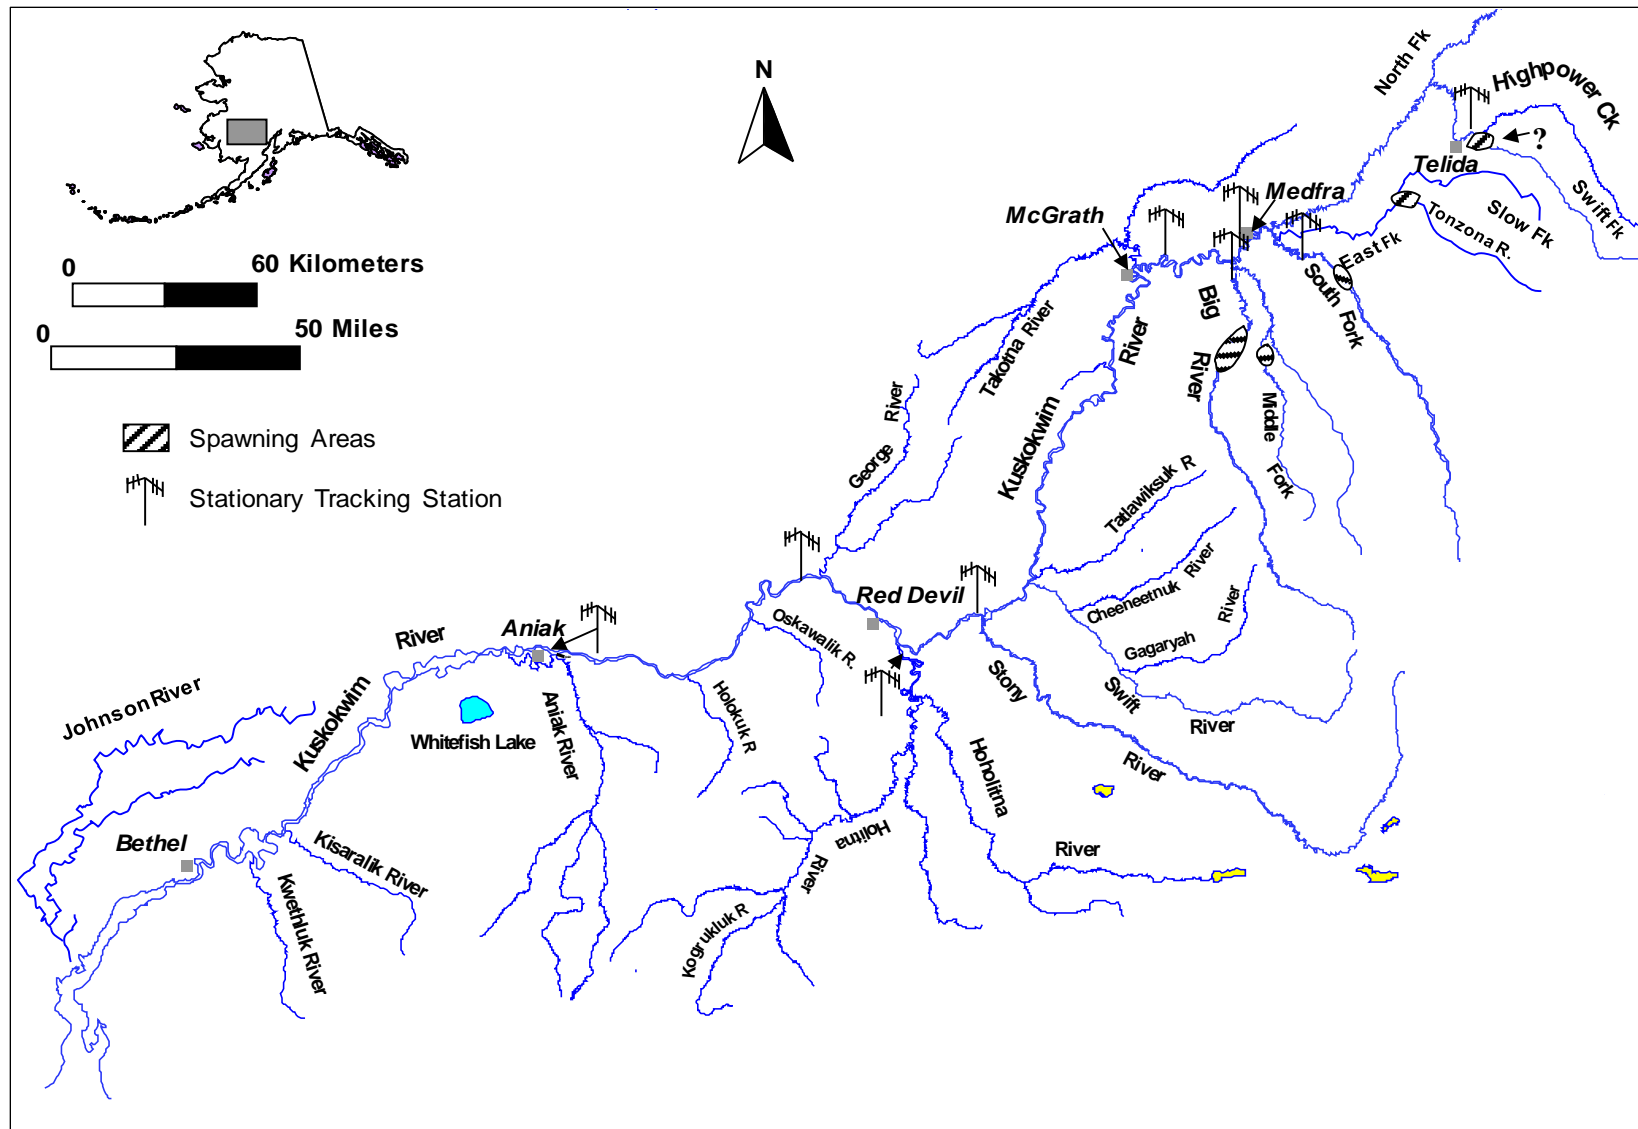 N
0
60 Kilometers
0
50 Miles
Spawning Areas
Stationary Tracking Station
North Fk
Highpower Ck
?
Telida
Swift Fk
Slow Fk
Tonzona R.
East Fk
South Fork
Medfra
McGrath
Big
River
Middle
Fork
Takotna River
George
River
Kuskokwim
River
Tatlawiksuk R
Cheeneetnuk River
Gagaryah
River
Swift
River
Stony
River
Red Devil
Oskawalik R.
Holokuk R
Hoholitna
River
Holitna
River
Kogrukluk R
Aniak
Aniak River
Whitefish Lake
Kuskokwim
River
Johnson River
Bethel
Kisaralik River
Kwethluk River